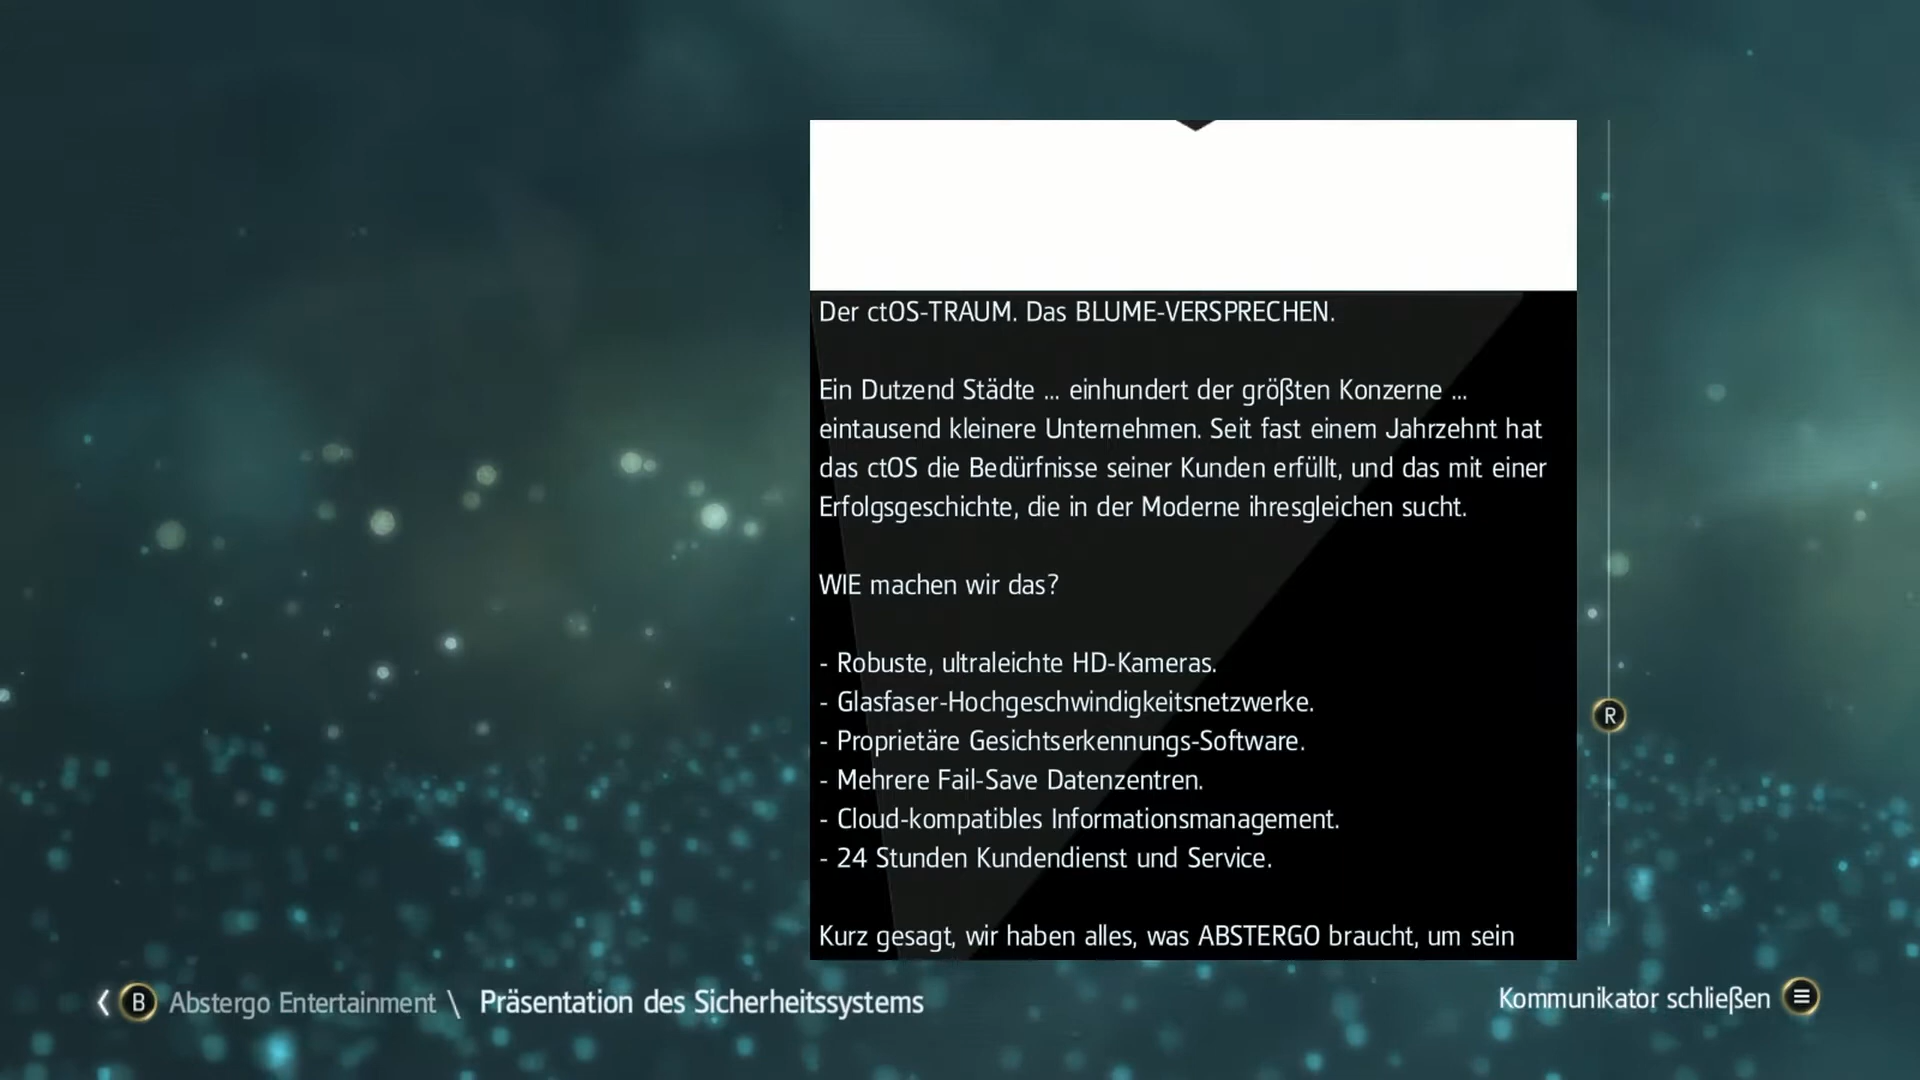 Der ctOS-TRAUM. Das BLUME-VERSPRECHEN.
Ein Dutzend Städte ... einhundert der größten Konzerne ...
eintausend kleinere Unternehmen. Seit fast einem Jahrzehnt hat
das ctOS die Bedürfnisse seiner Kunden erfüllt, und das mit einer
Erfolgsgeschichte, die in der Moderne ihresgleichen sucht.
WIE machen wir das?
- Robuste, ultraleichte HD-Kameras.
- Glasfaser-Hochgeschwindigkeitsnetzwerke.
- Proprietäre Gesichtserkennungs-Software.
- Mehrere Fail-Save Datenzentren.
- Cloud-kompatibles Informationsmanagement.
- 24 Stunden Kundendienst und Service.
Kurz gesagt, wir haben alles, was ABSTERGO braucht, um sein
R
B Abstergo Entertainment \ Präsentation des Sicherheitssystems
Kommunikator schließen